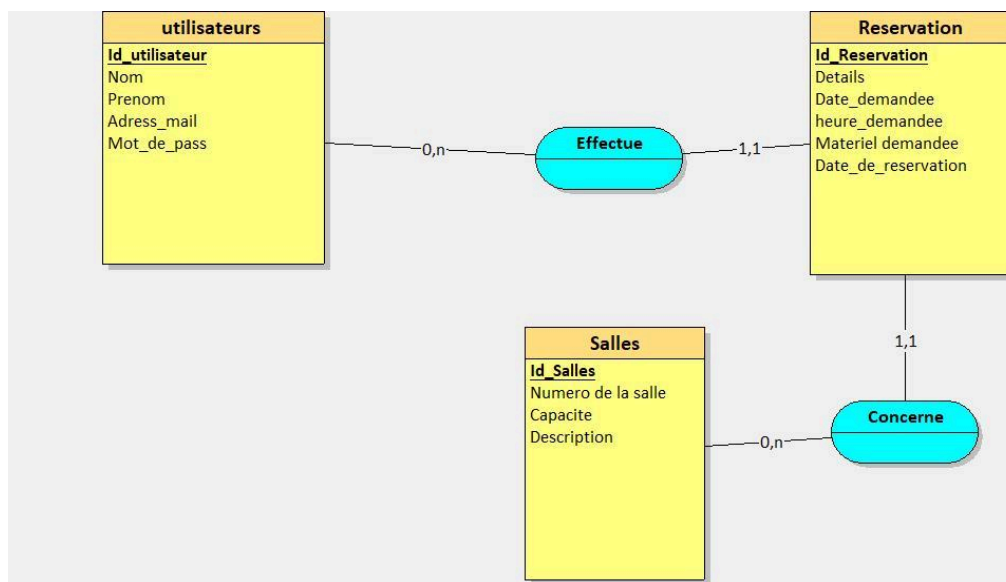 utilisateurs
Id_utilisateur
Nom
Prenom
Adress_mail
Mot_de_pass
0,n
Effectue
1,1
Reservation
Id_Reservation
Details
Date_demandee
heure_demandee
Materiel demandee
Date_de_reservation
1,1
Salles
Id_Salles
Numero de la salle
Capacite
Description
0,n
Concerne